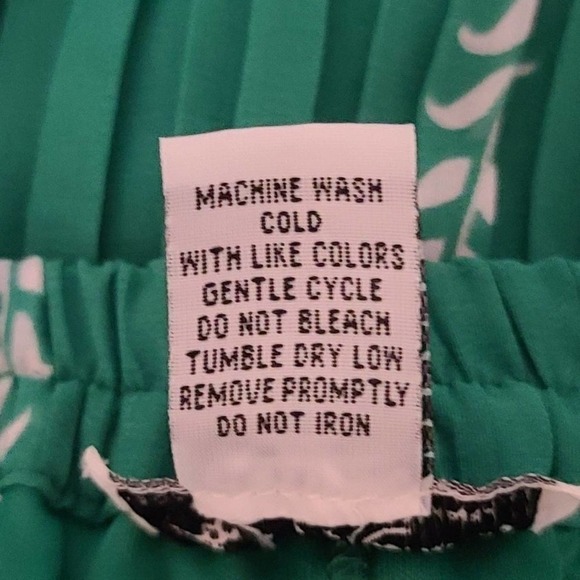 MACHINE WASH
COLD
WITH LIKE COLORS
GENTLE CYCLE
DO NOT BLEACH
TUMBLE DRY LOW
REMOVE PROMPTLY
DO NOT IRON